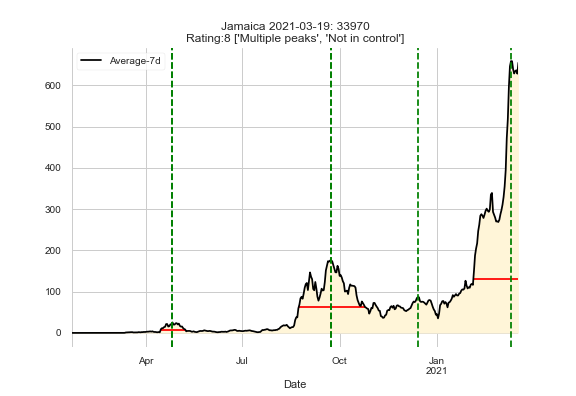 Jamaica 2021-03-19: 33970
Rating:8 ['Multiple peaks', 'Not in control']
Average-7d
600
500
400
300
200
100
0
Apr
Jul
Oct
Jan
2021
Date